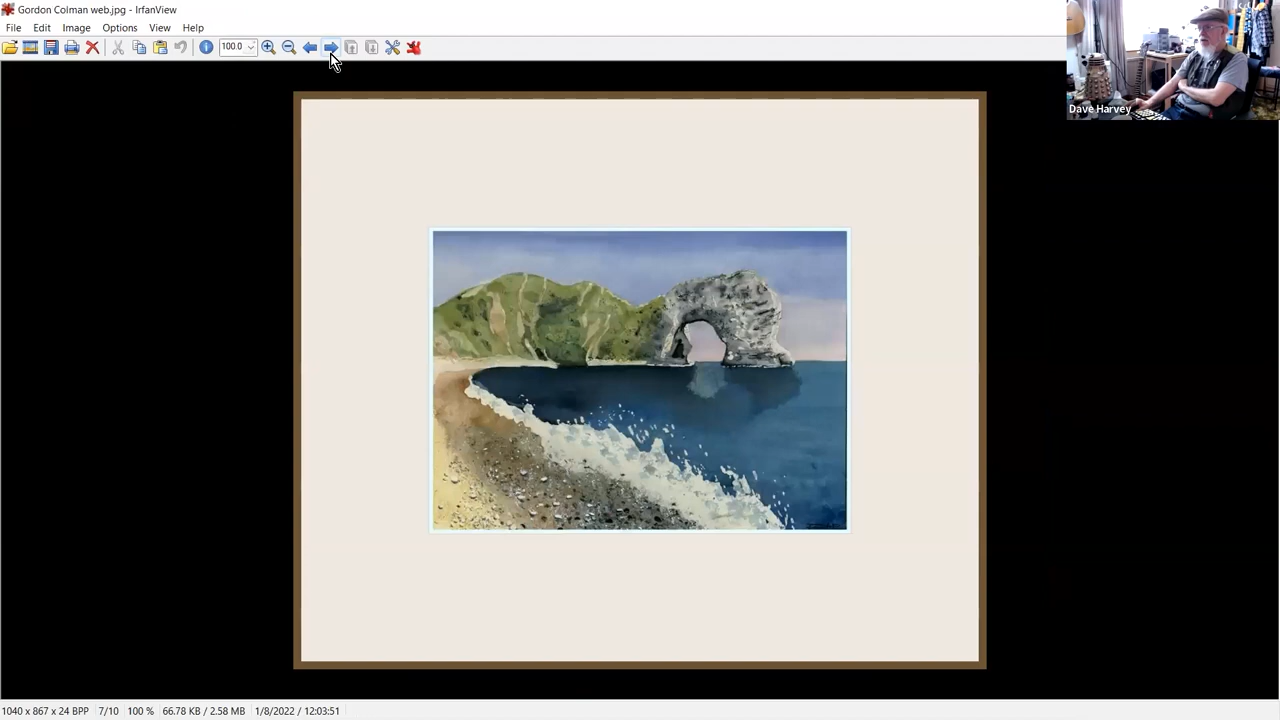 Gordon Colman web.jpg - IrfanView
File Edit Image Options View Help
100.0
Dave Harvey
1040 x 867 x 24 BPP 7/10 100 % 66.78 KB / 2.58 MB 1/8/2022 / 12:03:51